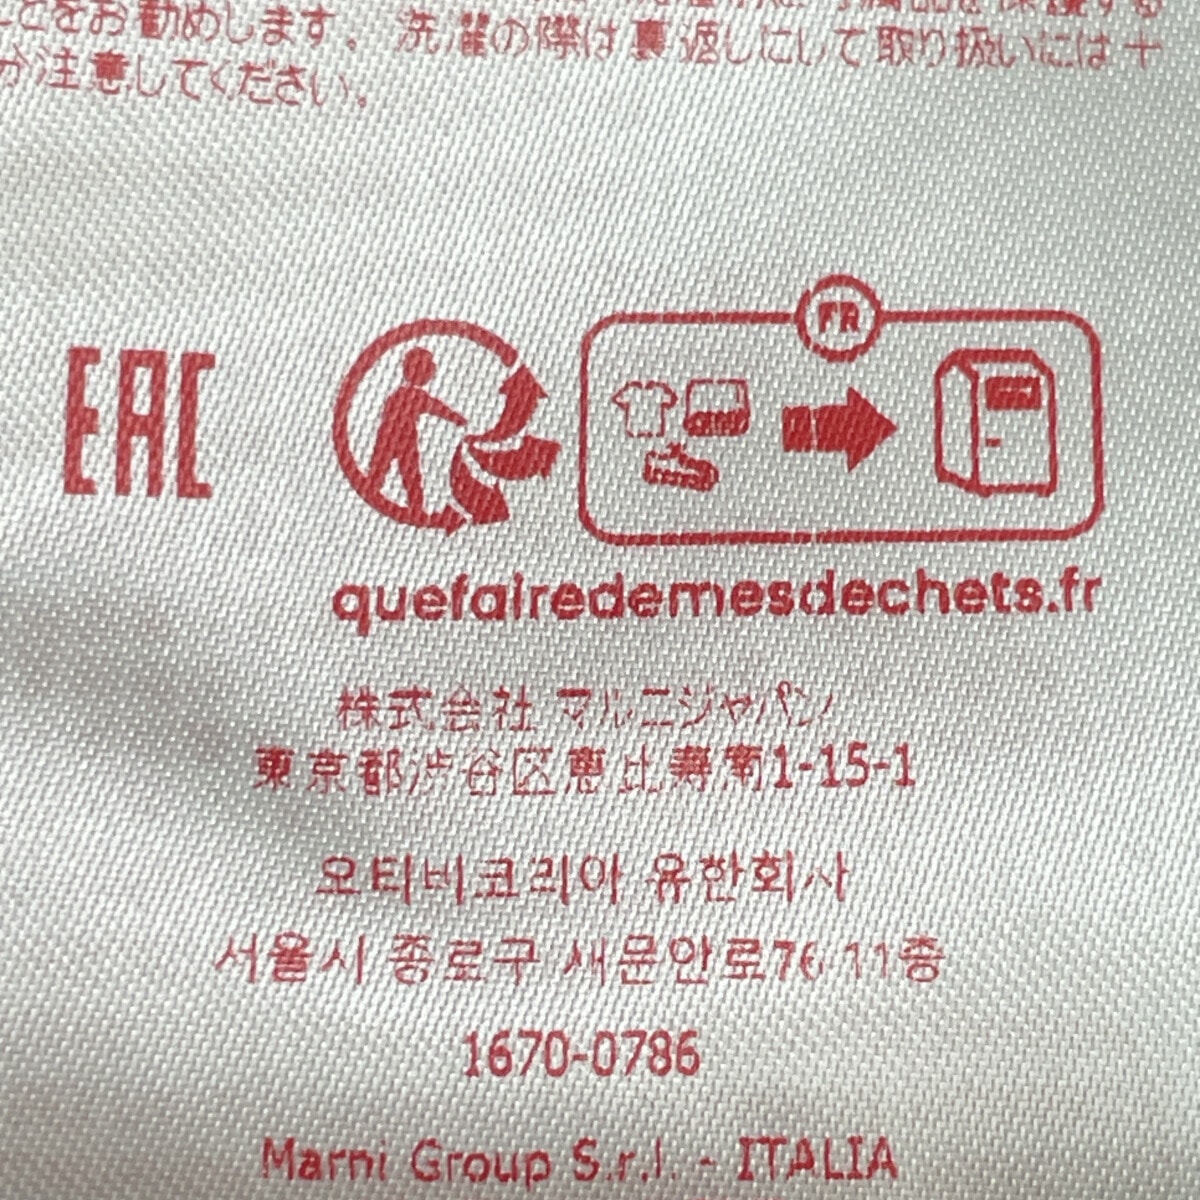 とをお勧めします。洗濯の際は裏返しにして取り扱いには十
が注意してください。
FR
EAC
quefairedemesdechets.fr
株式会社 マルニジャパン
東京都渋谷区恵比寿南1-15-1
오티비코리아 유한회사
서울시 종로구 새문안로76 11층
1670-0786
Marni Group S.r.l. - ITALIA